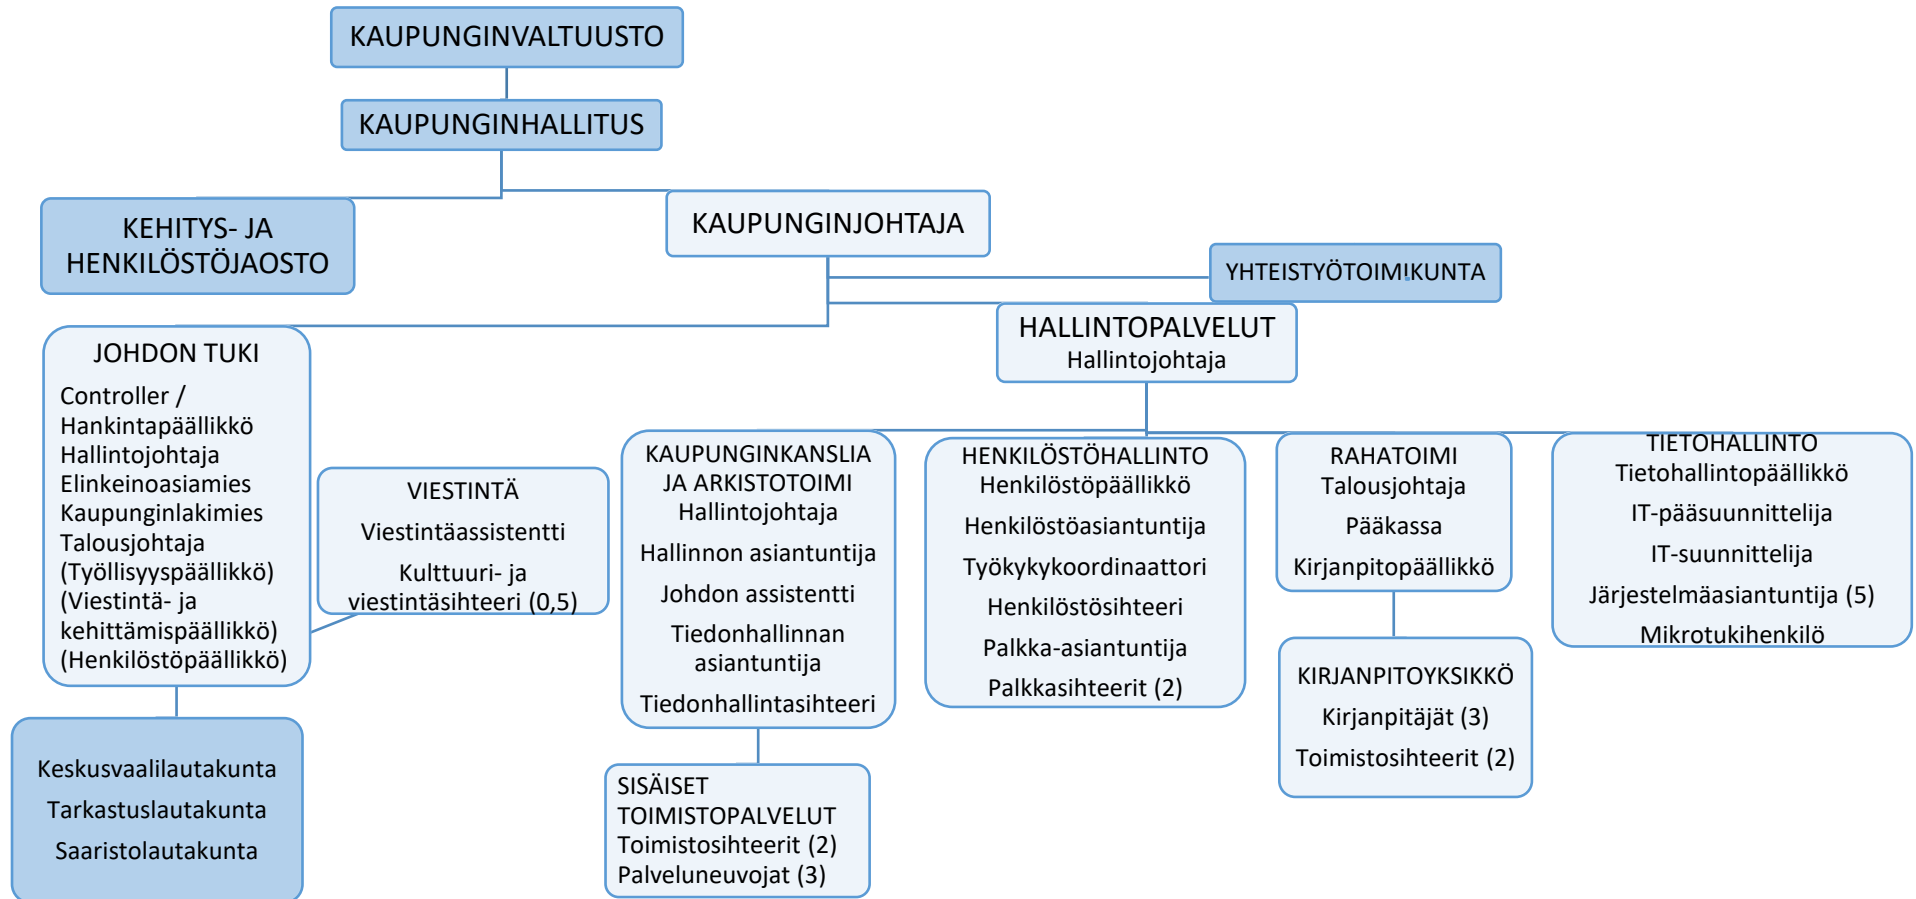 KAUPUNGINVALTUUSTO
KAUPUNGINHALLITUS
KEHITYS- JA
HENKILÖSTÖJAOSTO
KAUPUNGINJOHTAJA
YHTEISTYÖTOIMIKUNTA
HALLINTOPALVELUT
Hallintojohtaja
JOHDON TUKI
Controller /
Hankintapäällikkö
Hallintojohtaja
Elinkeinoasiamies
Kaupunginlakimies
Talousjohtaja
(Työllisyyspäällikkö)
(Viestintä- ja
kehittämispäällikkö)
(Henkilöstöpäällikkö)
VIESTINTÄ
Viestintäassistentti
Kulttuuri- ja
viestintäsihteeri (0,5)
KAUPUNGINKANSLIA
JA ARKISTOTOIMI
Hallintojohtaja
Hallinnon asiantuntija
Johdon assistentti
Tiedonhallinnan
asiantuntija
Tiedonhallintasihteeri
HENKILÖSTÖHALLINTO
Henkilöstöpäällikkö
Henkilöstöasiantuntija
Työkykykoordinaattori
Henkilöstösihteeri
Palkka-asiantuntija
Palkkasihteerit (2)
RAHATOIMI
Talousjohtaja
Pääkassa
Kirjanpitopäällikkö
TIETOHALLINTO
Tietohallintopäällikkö
IT-pääsuunnittelija
IT-suunnittelija
Järjestelmäasiantuntija (5)
Mikrotukihenkilö
KIRJANPITOYKSIKKÖ
Kirjanpitäjät (3)
Toimistosihteerit (2)
Keskusvaalilautakunta
Tarkastuslautakunta
Saaristolautakunta
SISÄISET
TOIMISTOPALVELUT
Toimistosihteerit (2)
Palveluneuvojat (3)